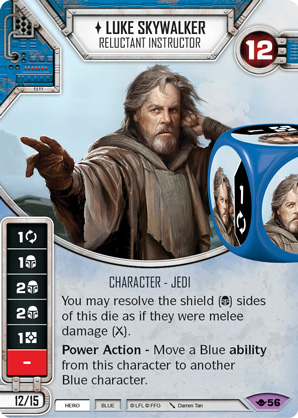 LUKE SKYWALKER
RELUCTANT INSTRUCTOR
12
CHARACTER - JEDI
1
1
2
2
1
–
You may resolve the shield ( ) sides
of this die as if they were melee
damage ( ).
Power Action - Move a Blue ability
from this character to another
Blue character.
12/15
HERO
BLUE
© LFL © FFG
Darren Tan
56